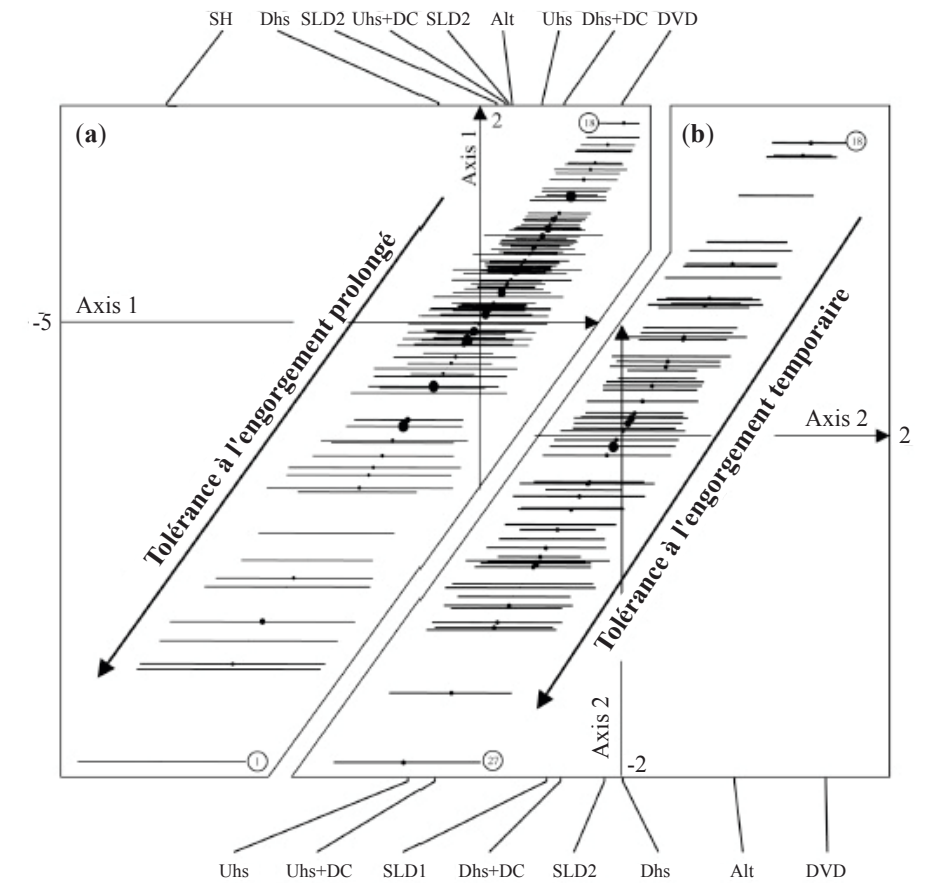 SH Dhs SLD2 Uhs+DC SLD2 Alt Uhs Dhs+DC DVD
(a)
2
Axis 1
18
(b)
18
Tolérance à l'engorgement prolongé
-5
Axis 1
Tolérance à l'engorgement temporaire
Axis 2
2
Axis 2
-2
1
27
Uhs Uhs+DC SLD1 Dhs+DC SLD2 Dhs Alt DVD